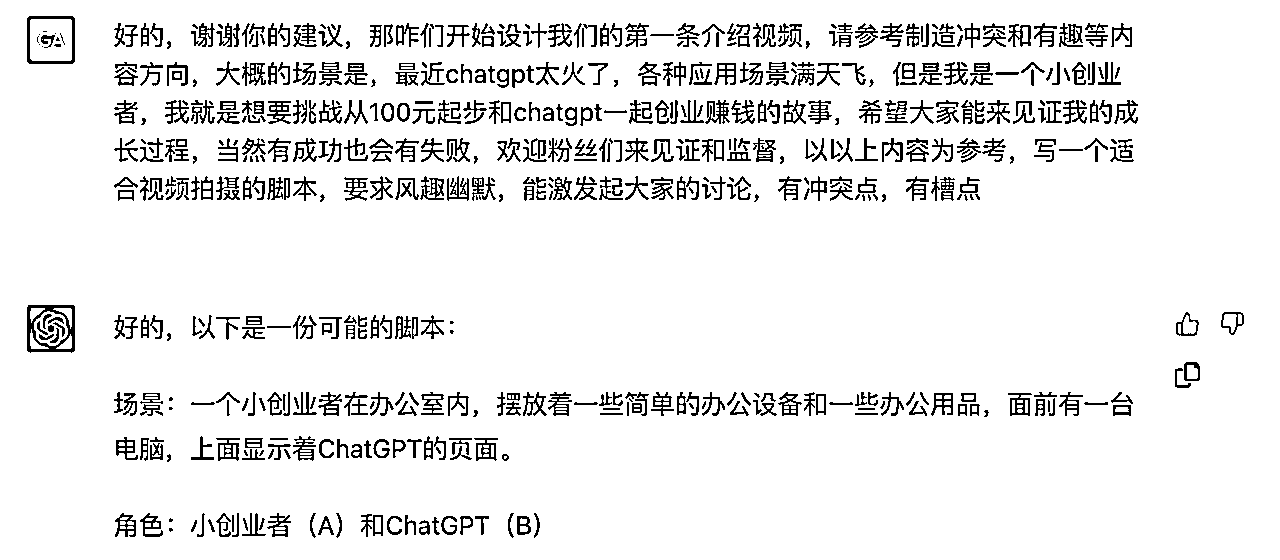 好的，谢谢你的建议，那咋们开始设计我们的第一条介绍视频，请参考制造冲突和有趣等内
容方向，大概的场景是，最近chatgpt太火了，各种应用场景满天飞，但是我是一个小创业
者，我就是想要挑战从100元起步和chatgpt一起创业赚钱的故事，希望大家能来见证我的成
长过程，当然有成功也会有失败，欢迎粉丝们来见证和监督，以以上内容为参考，写一个适
合视频拍摄的脚本，要求风趣幽默，能激发起大家的讨论，有冲突点，有槽点
好的，以下是一份可能的脚本：
场景：一个小创业者在办公室内，摆放着一些简单的办公设备和一些办公用品，面前有一台
电脑，上面显示着ChatGPT的页面。
角色：小创业者（A）和ChatGPT（B）